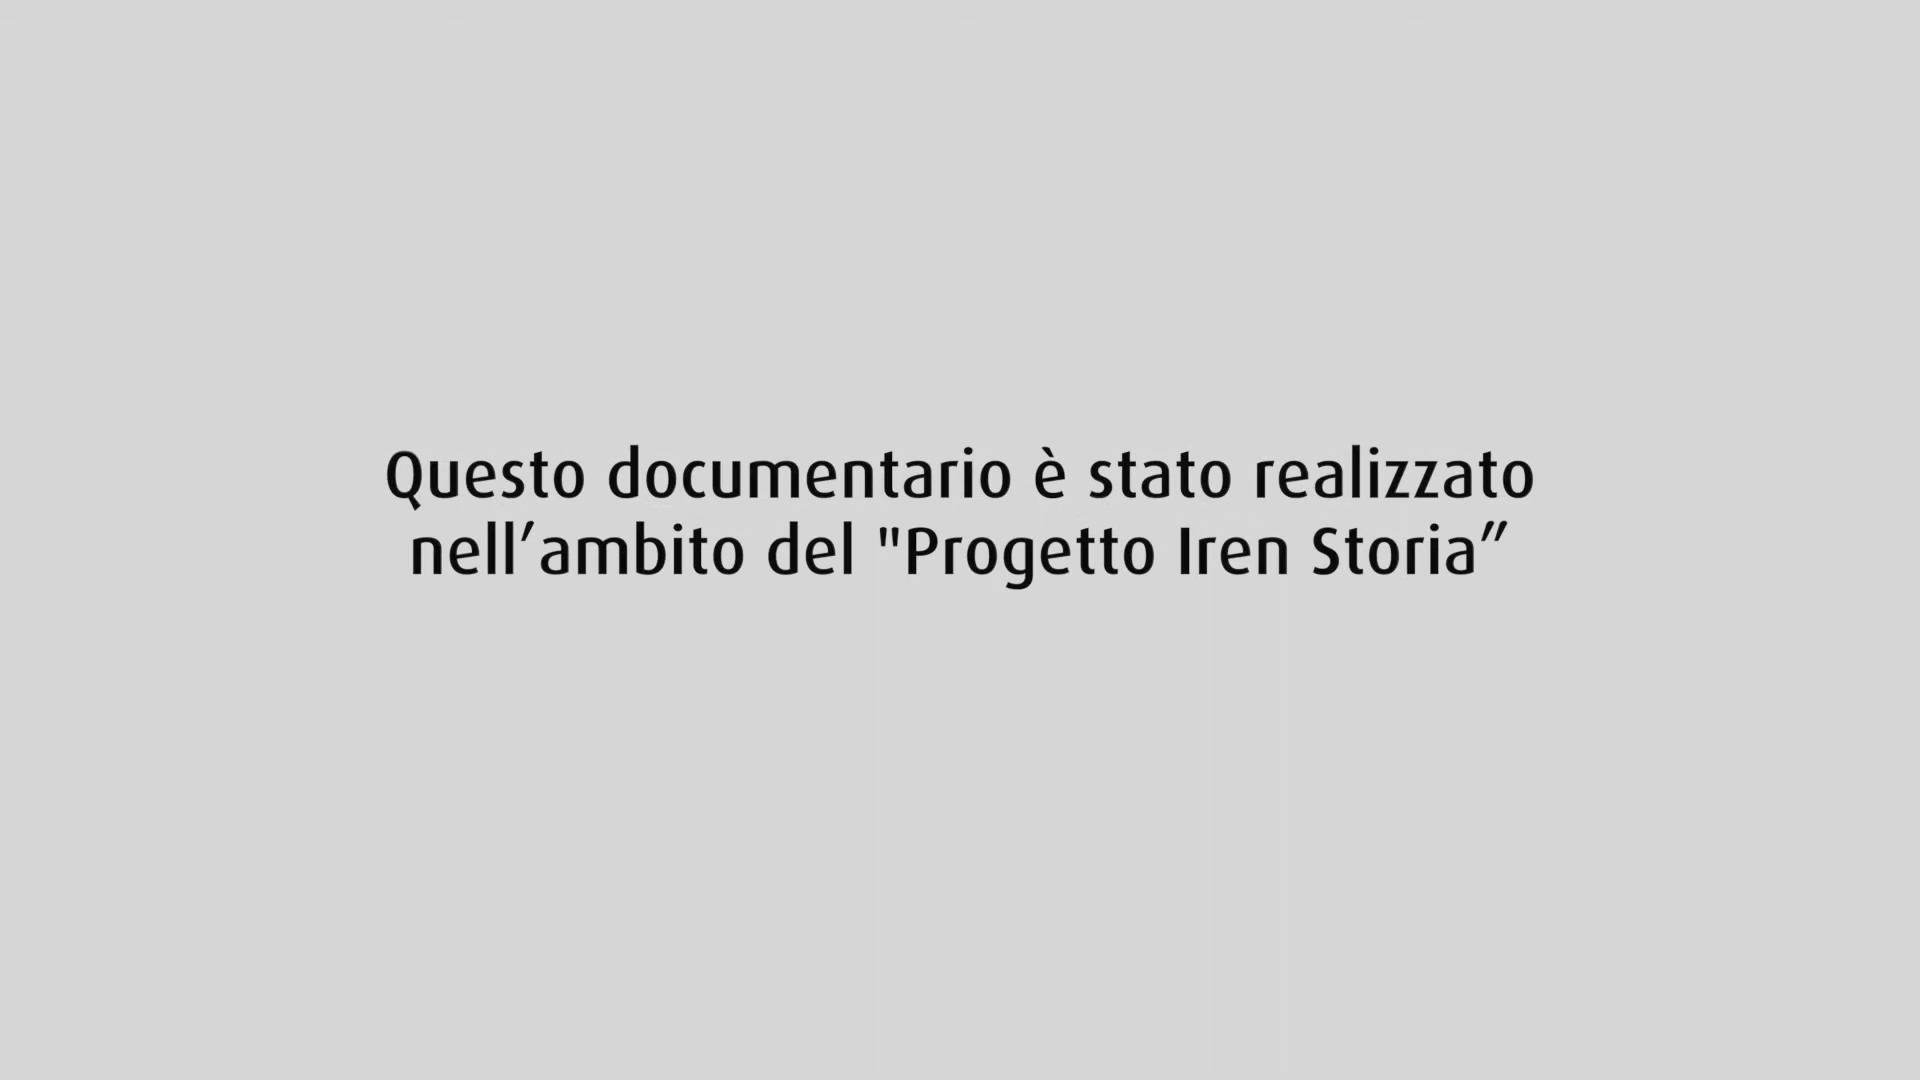 Questo documentario è stato realizzato
nell’ambito del "Progetto Iren Storia”